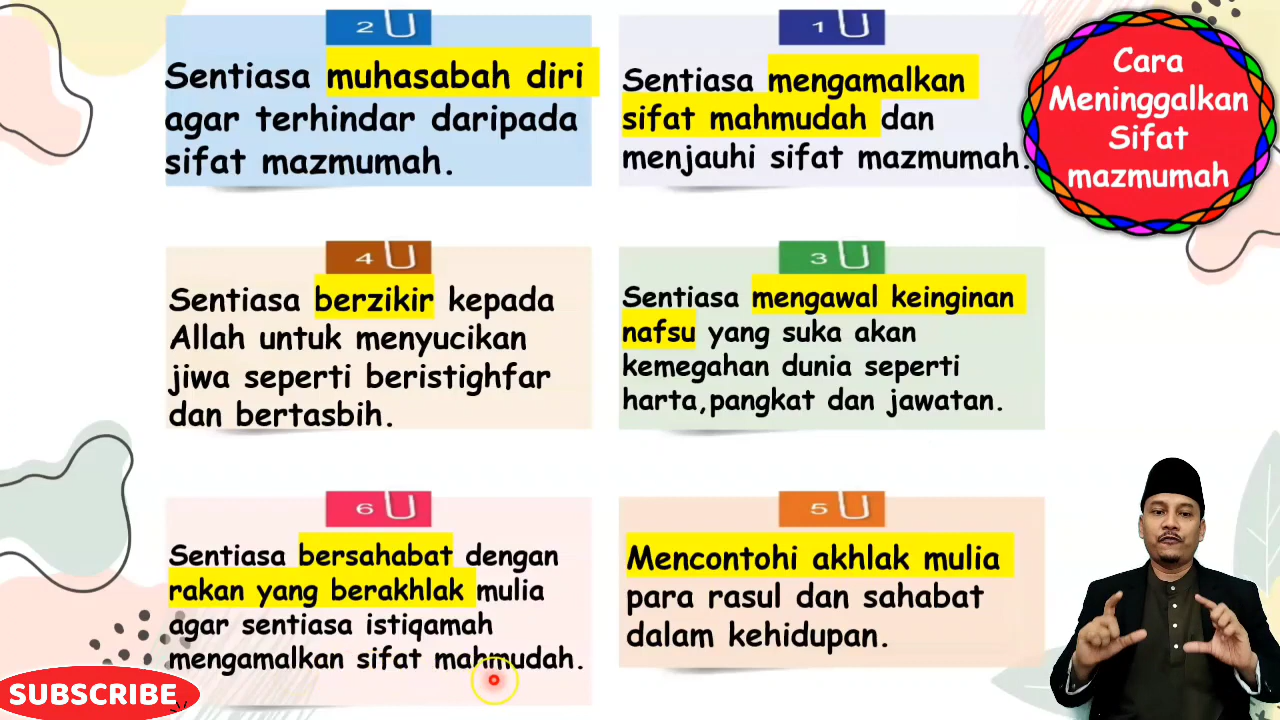 Cara
Meninggalkan
Sifat
mazmumah
1
Sentiasa mengamalkan
sifat mahmudah dan
menjauhi sifat mazmumah.
2
Sentiasa muhasabah diri
agar terhindar daripada
sifat mazmumah.
3
Sentiasa mengawal keinginan
nafsu yang suka akan
kemegahan dunia seperti
harta,pangkat dan jawatan.
4
Sentiasa berzikir kepada
Allah untuk menyucikan
jiwa seperti beristighfar
dan bertasbih.
5
Mencontohi akhlak mulia
para rasul dan sahabat
dalam kehidupan.
6
Sentiasa bersahabat dengan
rakan yang berakhlak mulia
agar sentiasa istiqamah
mengamalkan sifat mahmudah.
SUBSCRIBE